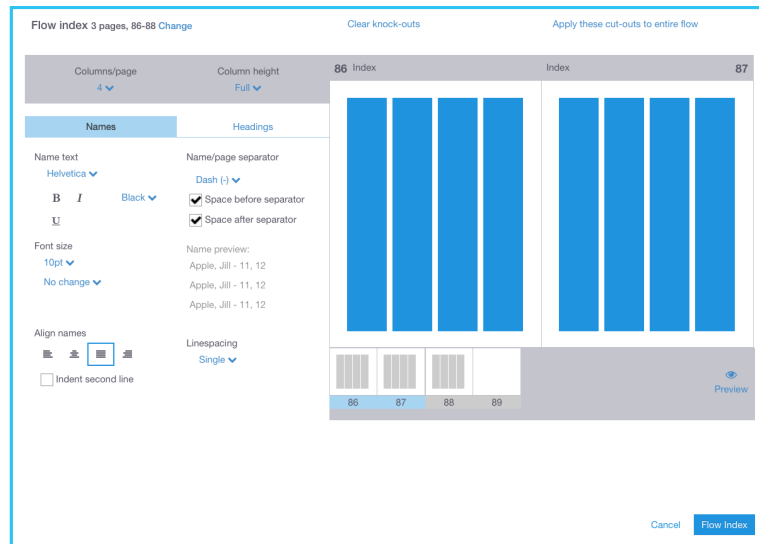 Flow index 3 pages, 86-88 Change
Clear knock-outs
Apply these cut-outs to entire flow
Columns/page
4
Column height
Full
86 Index
Index 87
Names
Headings
Name text
Helvetica
B I Black
U
Font size
10pt
No change
Align names
Indent second line
Name/page separator
Dash (-)
Space before separator
Space after separator
Name preview:
Apple, Jill - 11, 12
Apple, Jill - 11, 12
Apple, Jill - 11, 12
Linespacing
Single
86 87 88 89
Preview
Cancel
Flow Index